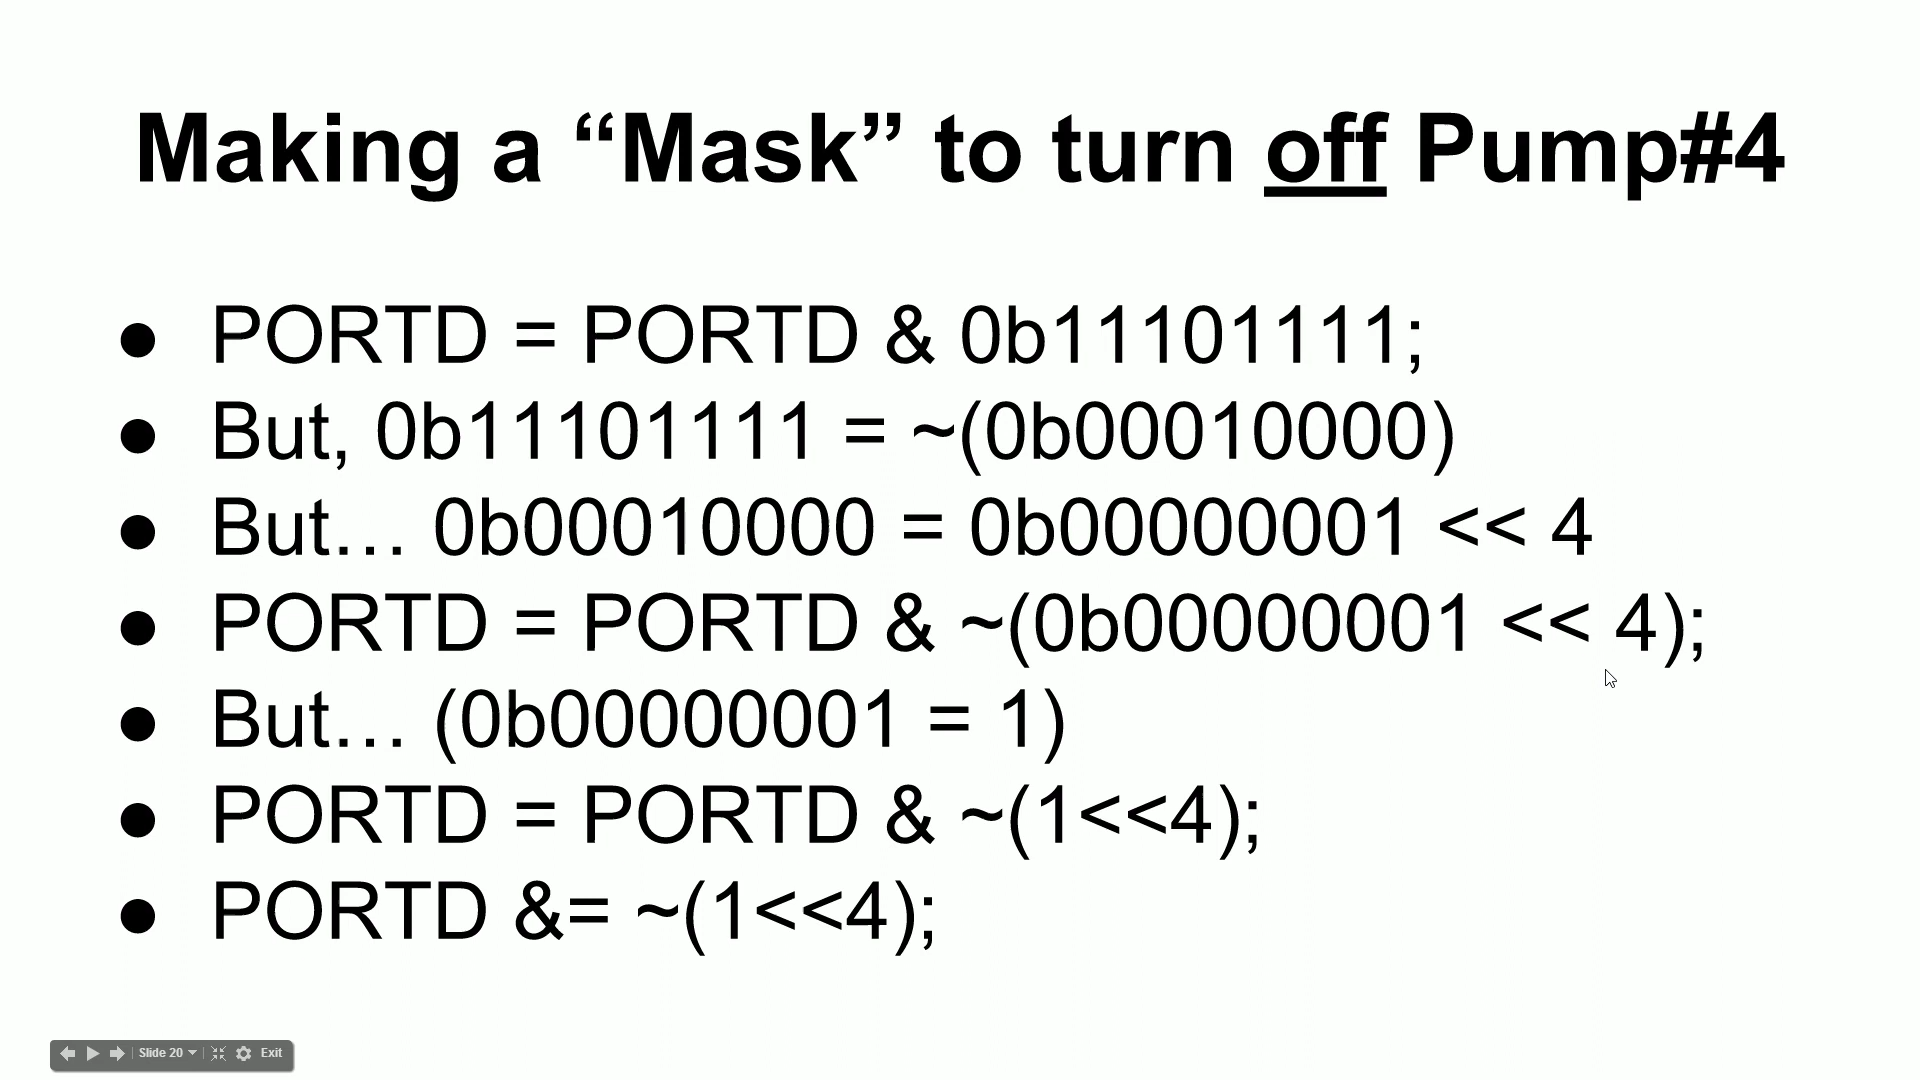 Making a “Mask” to turn off Pump#4
● PORTD = PORTD & 0b11101111;
● But, 0b11101111 = ~(0b00010000)
● But… 0b00010000 = 0b00000001 << 4
● PORTD = PORTD & ~(0b00000001 << 4);
● But… (0b00000001 = 1)
● PORTD = PORTD & ~(1<<4);
● PORTD &= ~(1<<4);
Slide 20 Exit